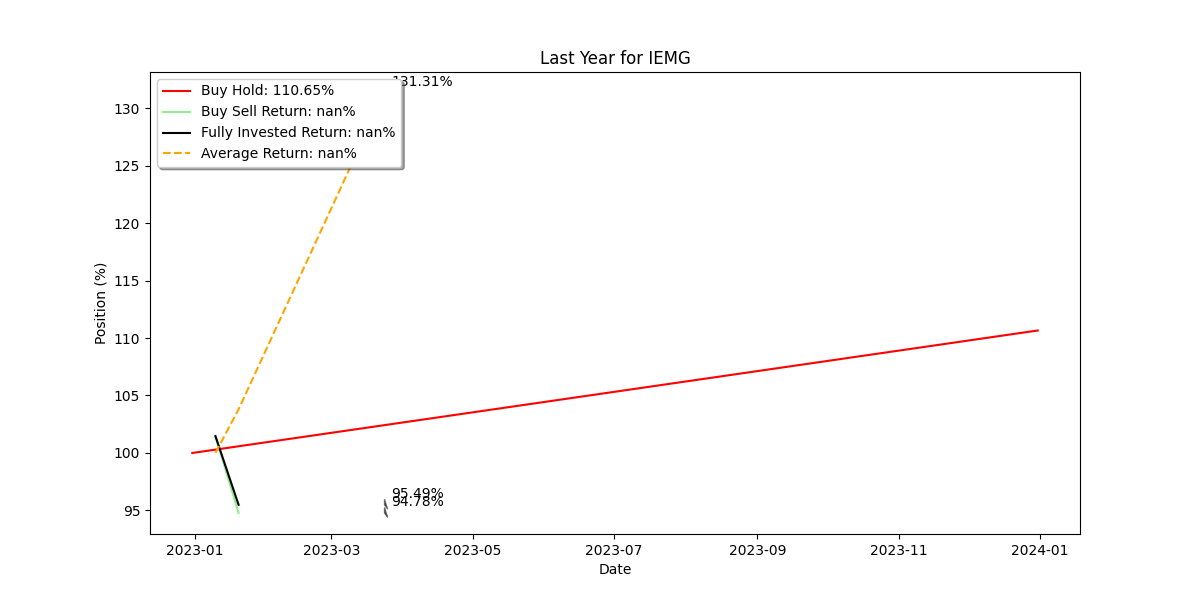 Last Year for IEMG
131.31%
Buy Hold: 110.65%
Buy Sell Return: nan%
Fully Invested Return: nan%
Average Return: nan%
130
125
120
115
110
105
100
95
Position (%)
95.49%
94.78%
2023-01 2023-03 2023-05 2023-07 2023-09 2023-11 2024-01
Date